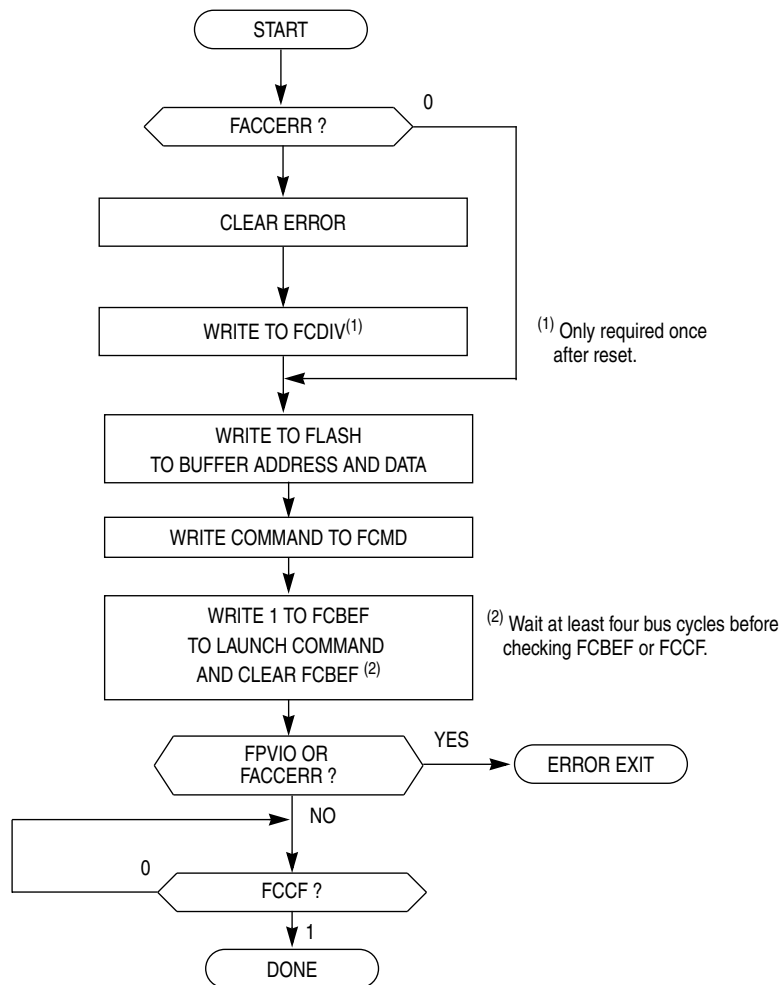 START
0
FACCERR ?
CLEAR ERROR
WRITE TO FCDIV(1)
(1) Only required once
after reset.
WRITE TO FLASH
TO BUFFER ADDRESS AND DATA
WRITE COMMAND TO FCMD
WRITE 1 TO FCBEF
TO LAUNCH COMMAND
AND CLEAR FCBEF (2)
(2) Wait at least four bus cycles before
checking FCBEF or FCCF.
FPVIO OR
FACCERR ?
YES
ERROR EXIT
NO
0
FCCF ?
1
DONE